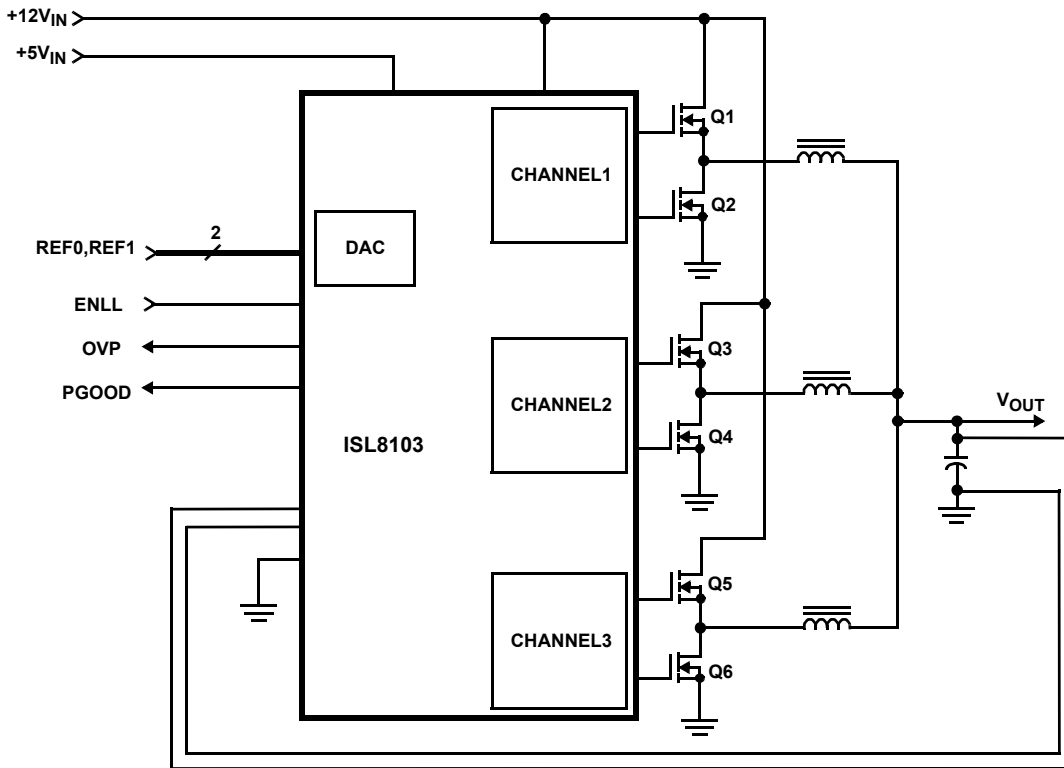 +12VIN
+5VIN
Q1
CHANNEL1
Q2
2
REF0,REF1
DAC
ENLL
OVP
Q3
PGOOD
CHANNEL2
VOUT
Q4
ISL8103
Q5
CHANNEL3
Q6